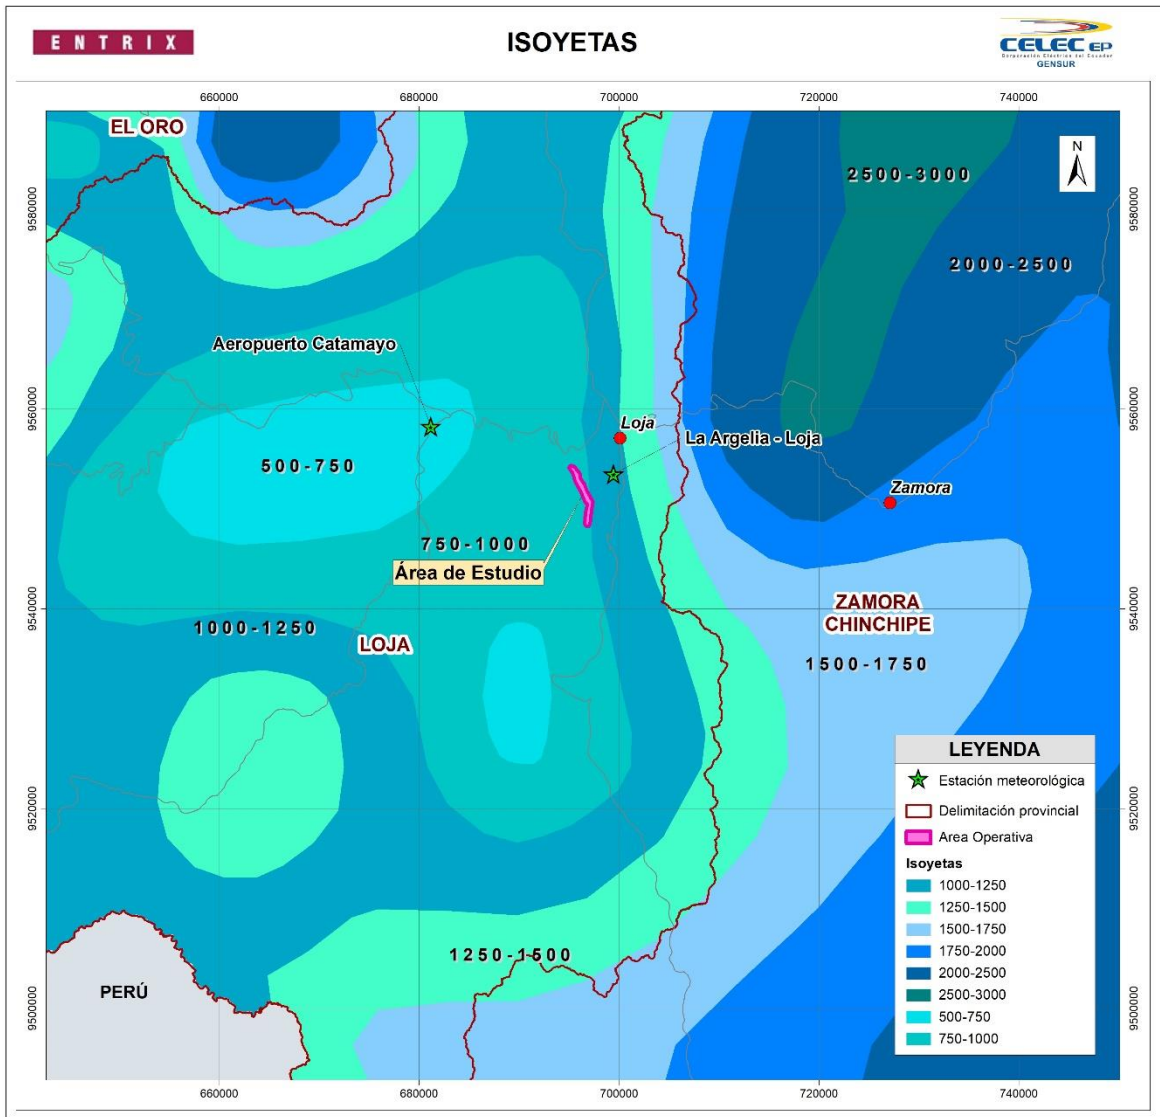 ENTRIX
ISOYETAS
CELEC EP
Corporación Eléctrica del Ecuador
GENSUR
660000
680000
700000
720000
740000
EL ORO
N
2500-3000
9580000
9580000
2000-2500
Aeropuerto Catamayo
9560000
9560000
Loja
La Argelia - Loja
500-750
Zamora
750-1000
Área de Estudio
ZAMORA
CHINCHIPE
9540000
9540000
1000-1250
LOJA
1500-1750
LEYENDA
Estación meteorológica
Delimitación provincial
Area Operativa
Isoyetas
1000-1250
1250-1500
1500-1750
1750-2000
2000-2500
2500-3000
500-750
750-1000
9520000
9520000
1250-1500
PERÚ
9500000
9500000
660000
680000
700000
720000
740000